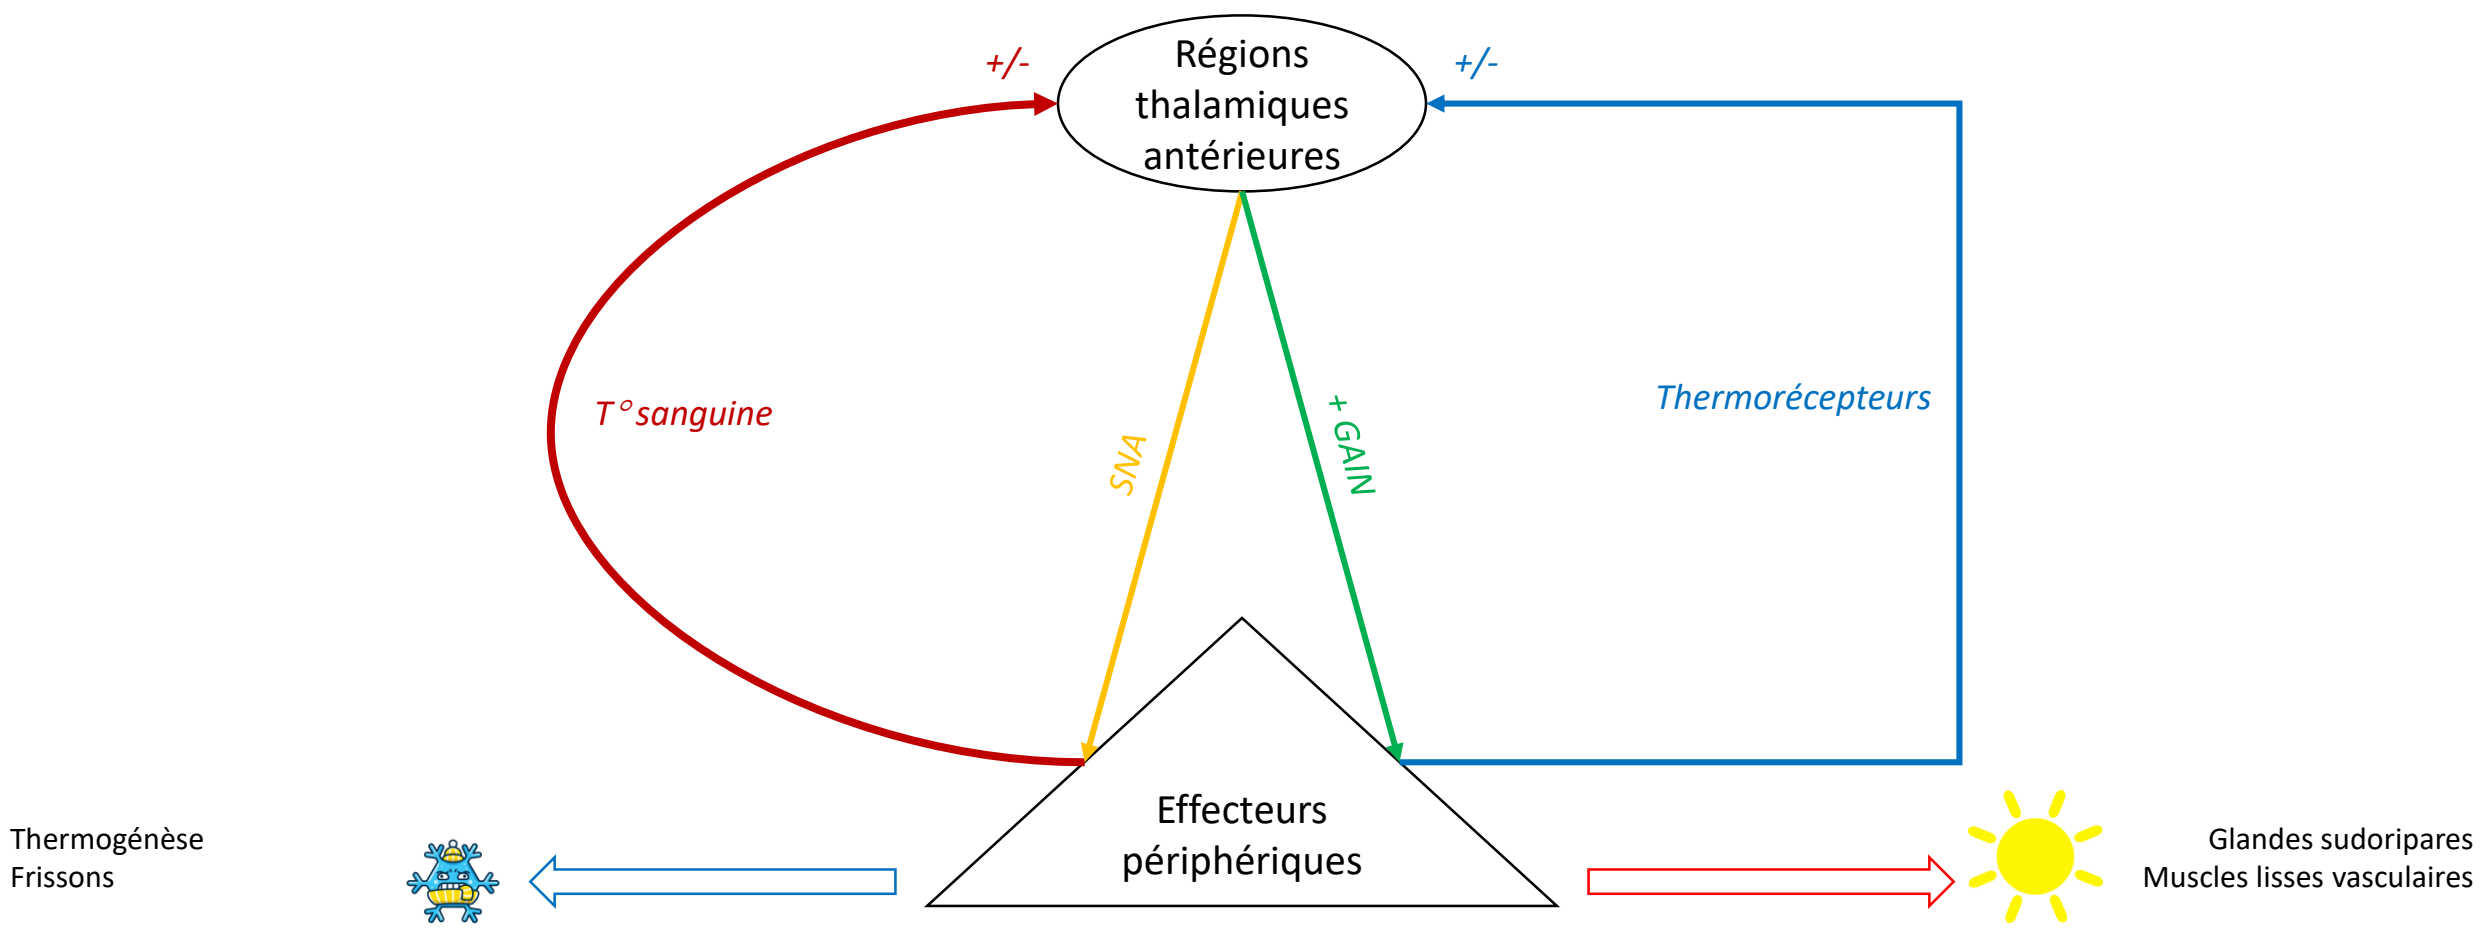 +/-
Régions
thalamiques
antérieures
+/-
T° sanguine
SNA
+ GAIN
Thermorécepteurs
Effecteurs
périphériques
Thermogénèse
Frissons
Glandes sudoripares
Muscles lisses vasculaires